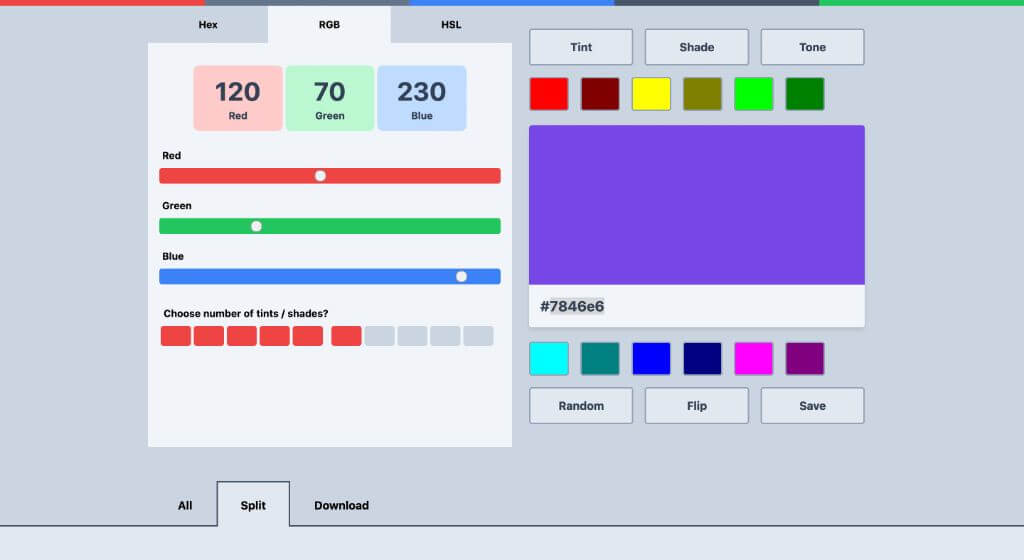 Hex RGB HSL
120 70 230
Red Green Blue
Red
Green
Blue
Choose number of tints / shades?
Tint Shade Tone
#7846e6
Random Flip Save
All Split Download